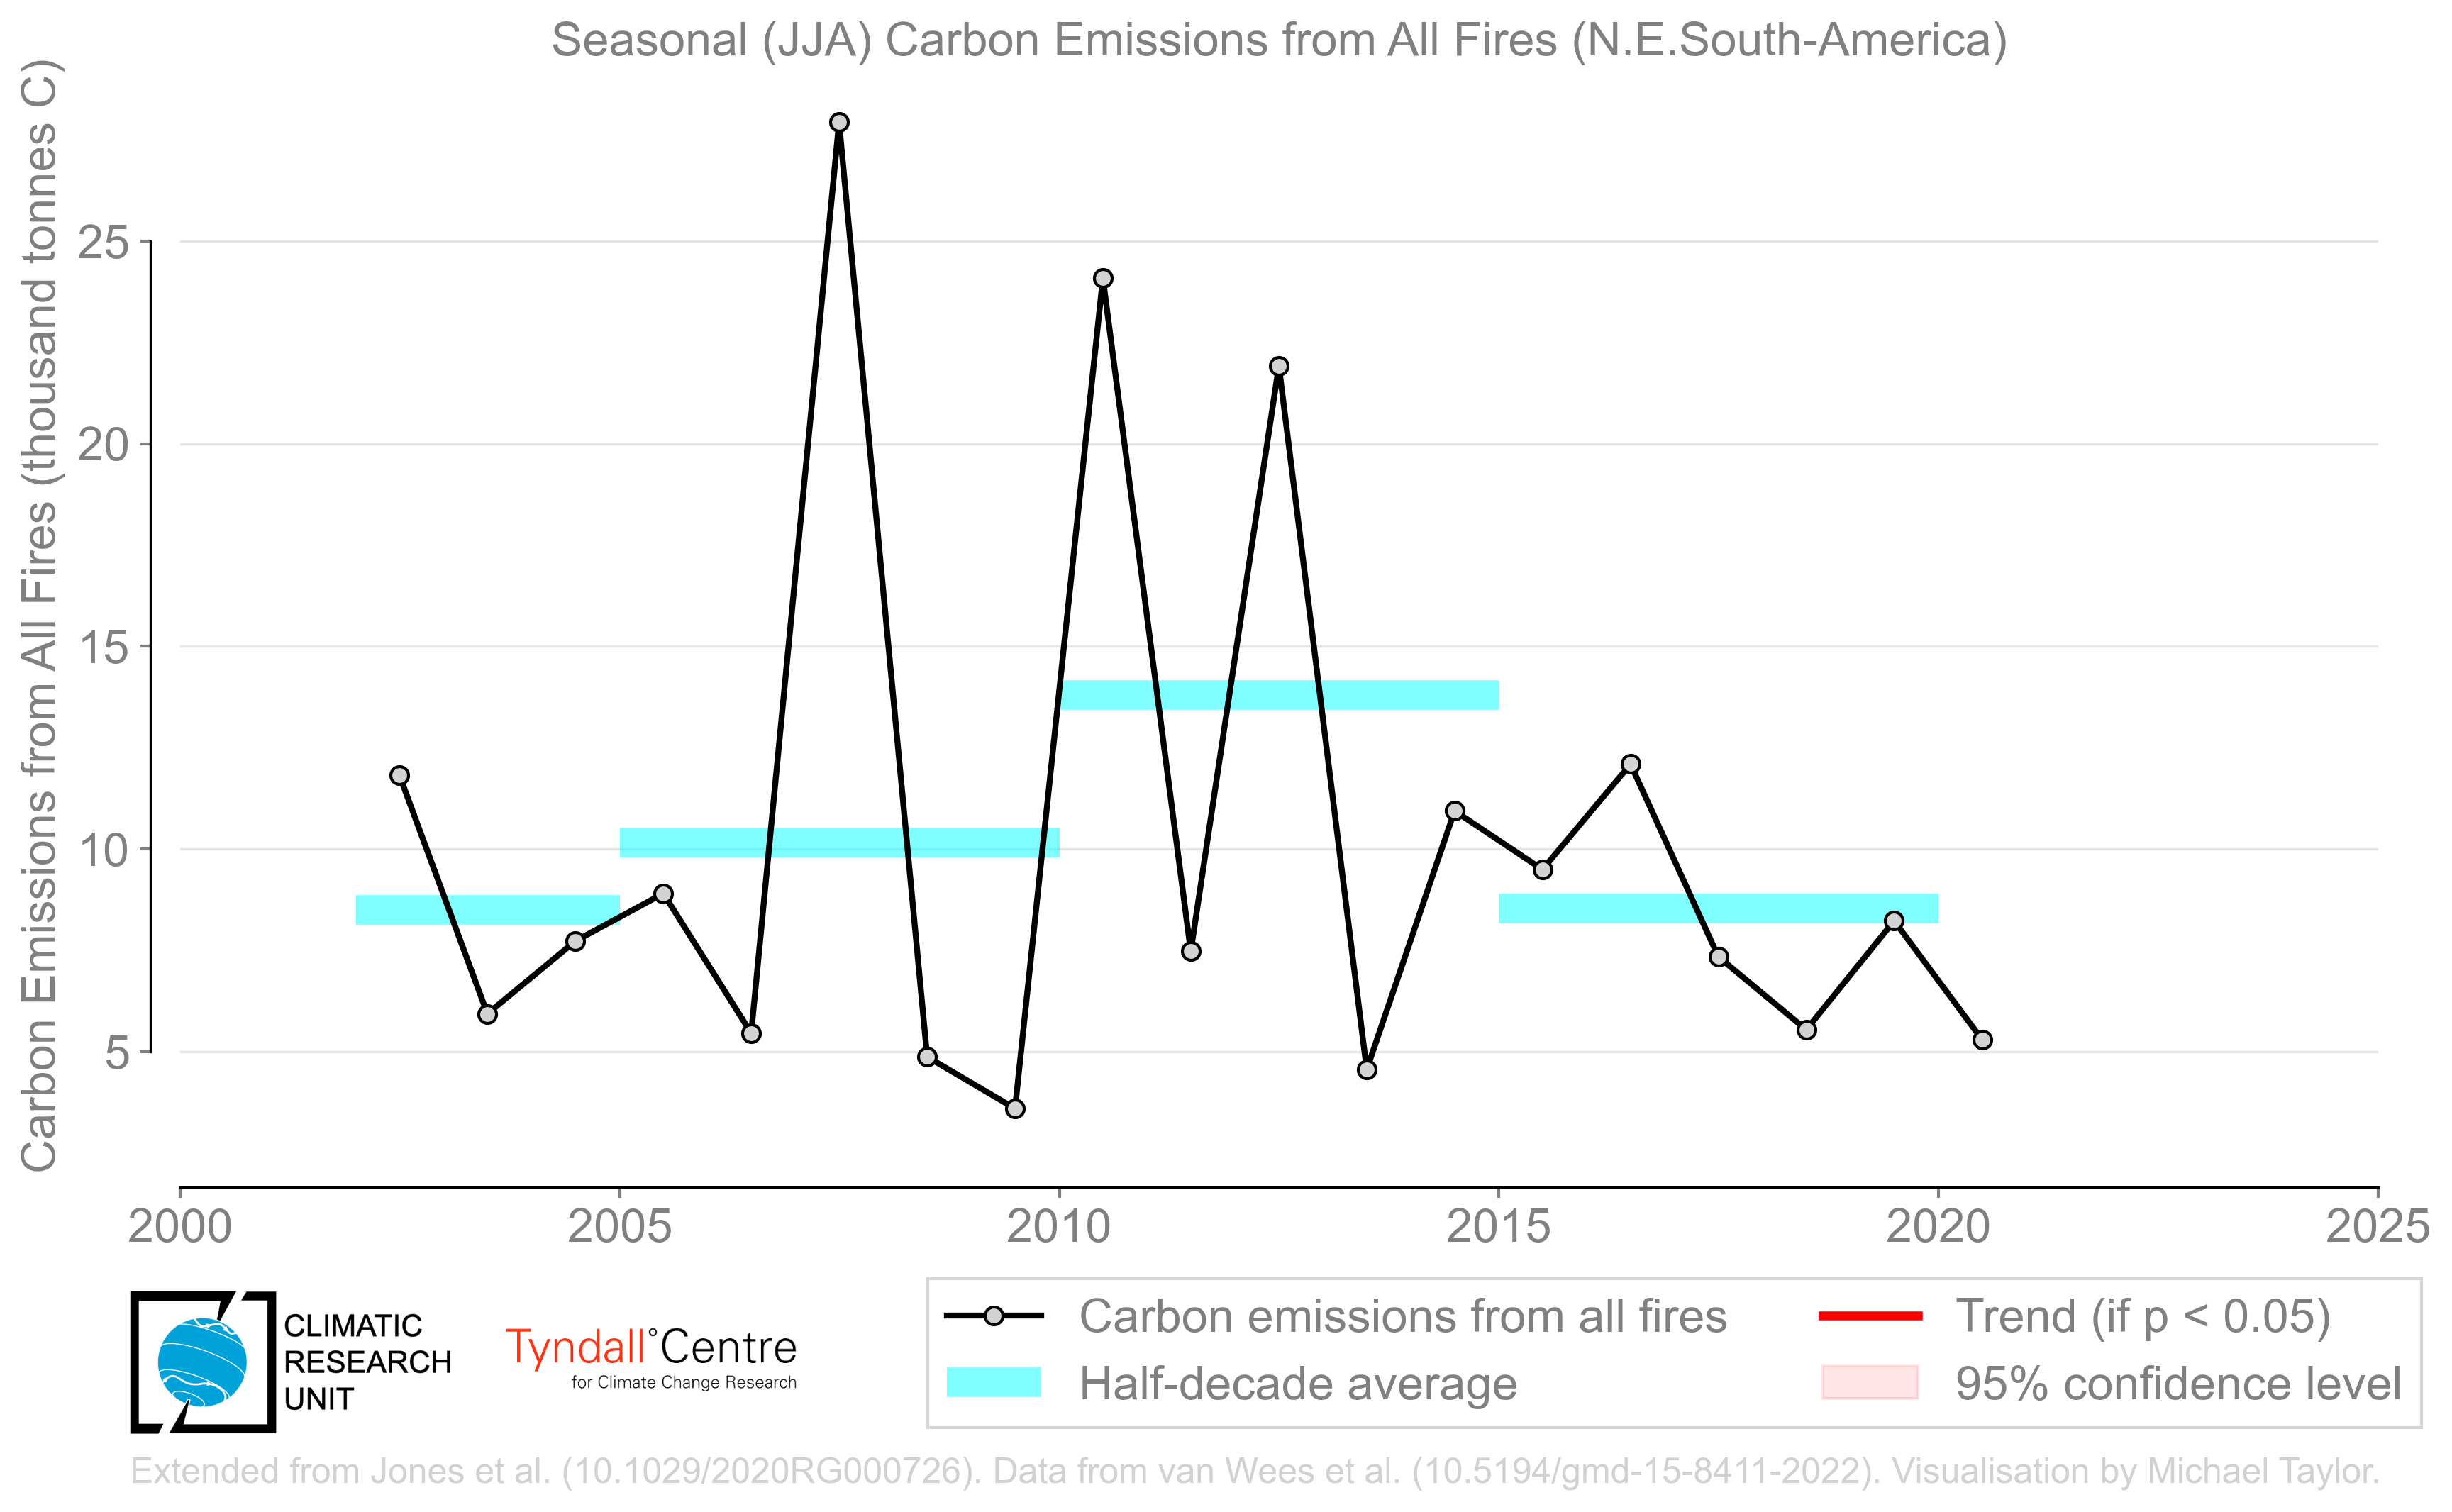 Seasonal (JJA) Carbon Emissions from All Fires (N.E.South-America)
Carbon Emissions from All Fires (thousand tonnes C)
25
20
15
10
5
2000
2005
2010
2015
2020
2025
CLIMATIC
RESEARCH
UNIT
Tyndall°Centre
for Climate Change Research
Carbon emissions from all fires
Half-decade average
Trend (if p < 0.05)
95% confidence level
Extended from Jones et al. (10.1029/2020RG000726). Data from van Wees et al. (10.5194/gmd-15-8411-2022). Visualisation by Michael Taylor.